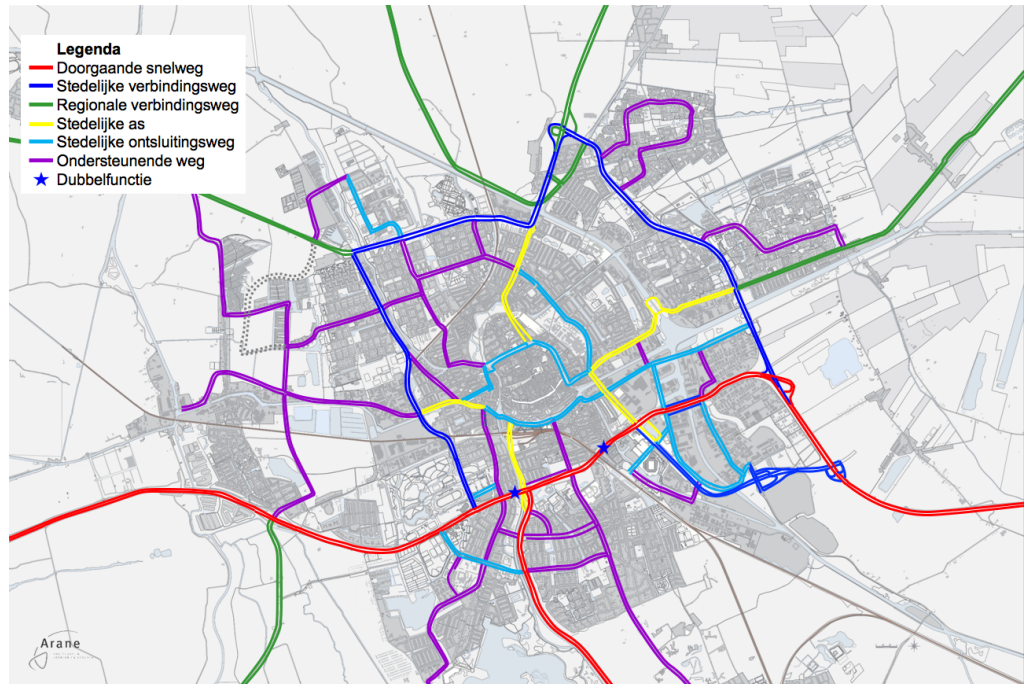 Legenda
Doorgaande snelweg
Stedelijke verbindingsweg
Regionale verbindingsweg
Stedelijke as
Stedelijke ontsluitingsweg
Ondersteunende weg
Dubbelfunctie
Arane